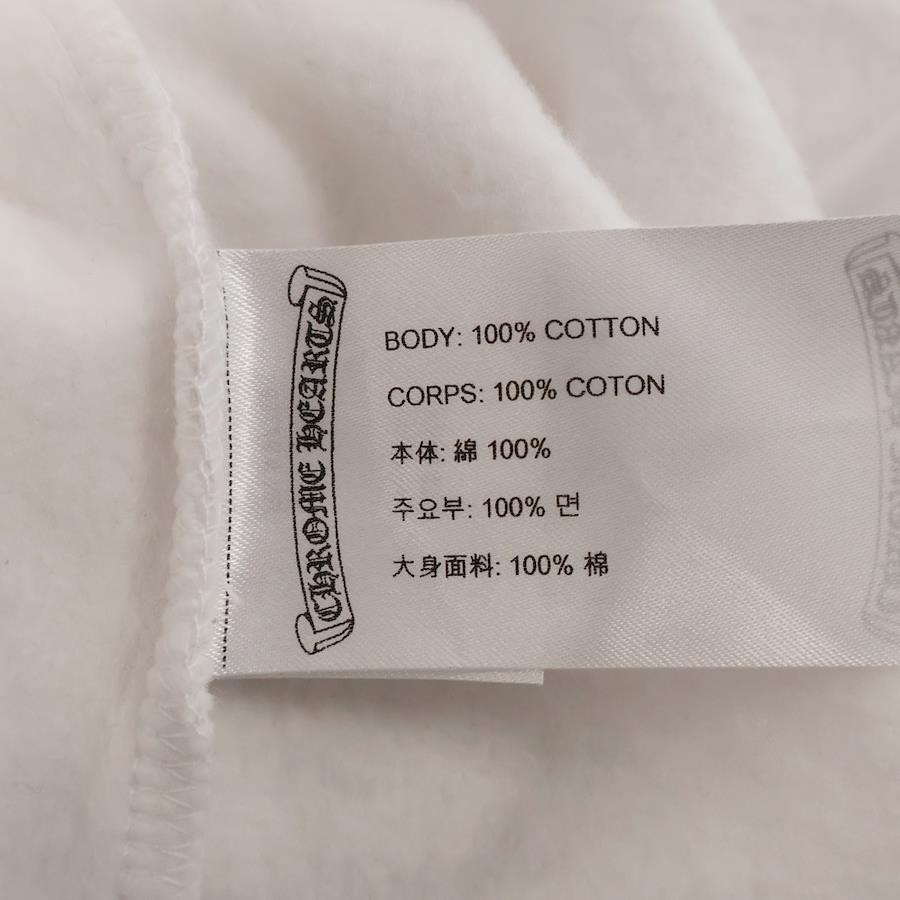 CHROME HEARTS
BODY: 100% COTTON
CORPS: 100% COTON
本体: 綿 100%
주요부: 100% 면
大身面料: 100% 棉